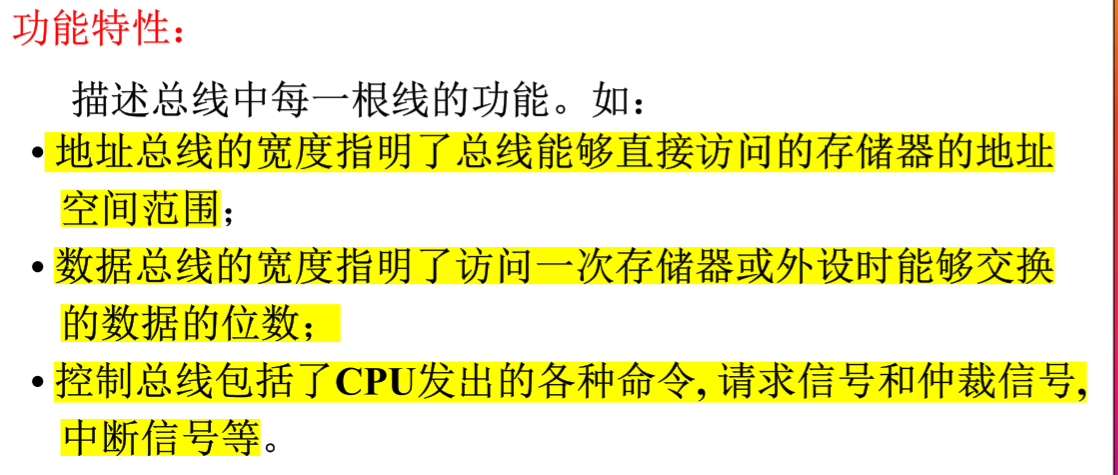 功能特性：
描述总线中每一根线的功能。如：
• 地址总线的宽度指明了总线能够直接访问的存储器的地址
空间范围；
• 数据总线的宽度指明了访问一次存储器或外设时能够交换
的数据的位数；
• 控制总线包括了CPU发出的各种命令, 请求信号和仲裁信号,
中断信号等。